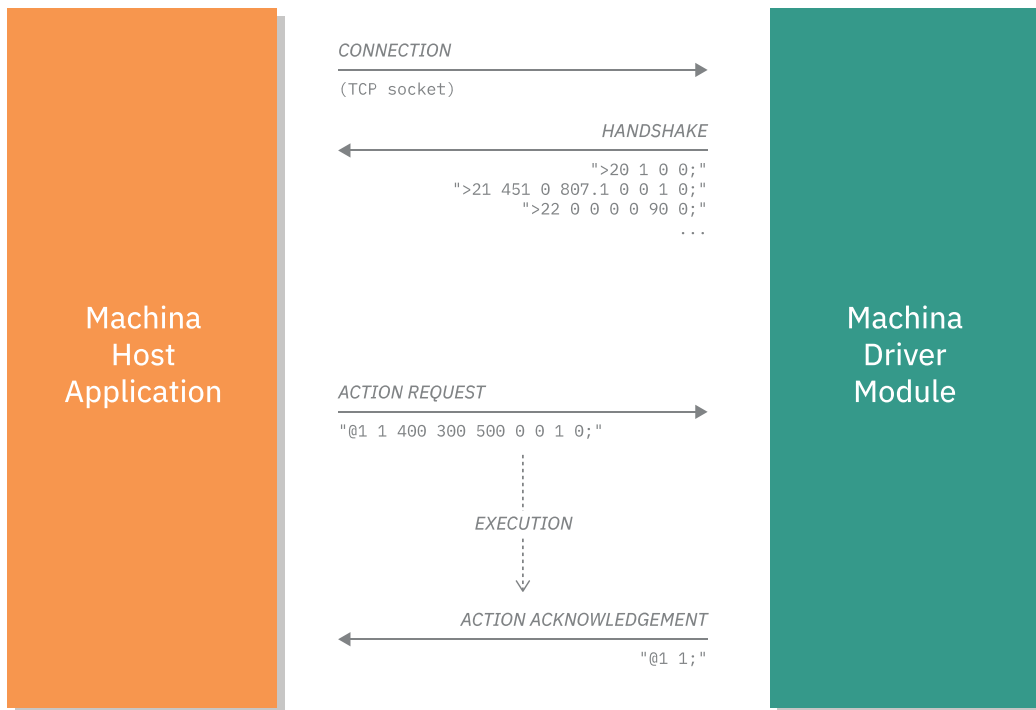 CONNECTION
(TCP socket)
HANDSHAKE
">20 1 0 0;"
">21 451 0 807.1 0 0 1 0;"
">22 0 0 0 0 90 0;"
...
Machina
Host
Application
Machina
Driver
Module
ACTION REQUEST
"@1 1 400 300 500 0 0 1 0;"
EXECUTION
ACTION ACKNOWLEDGEMENT
"@1 1;"